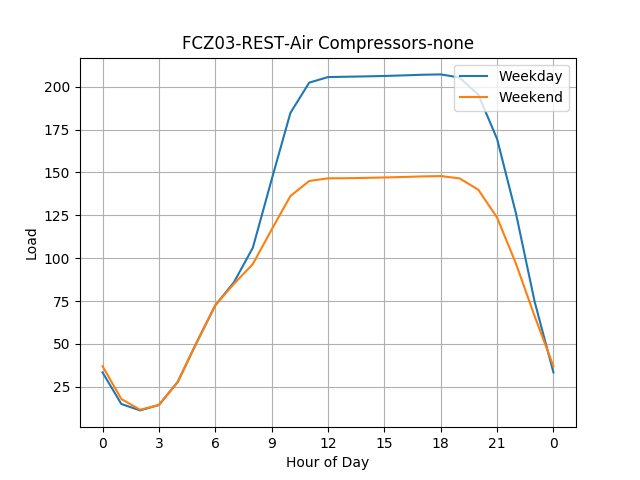 FCZ03-REST-Air Compressors-none
Weekday
Weekend
Load
200
175
150
125
100
75
50
25
0 3 6 9 12 15 18 21 0
Hour of Day